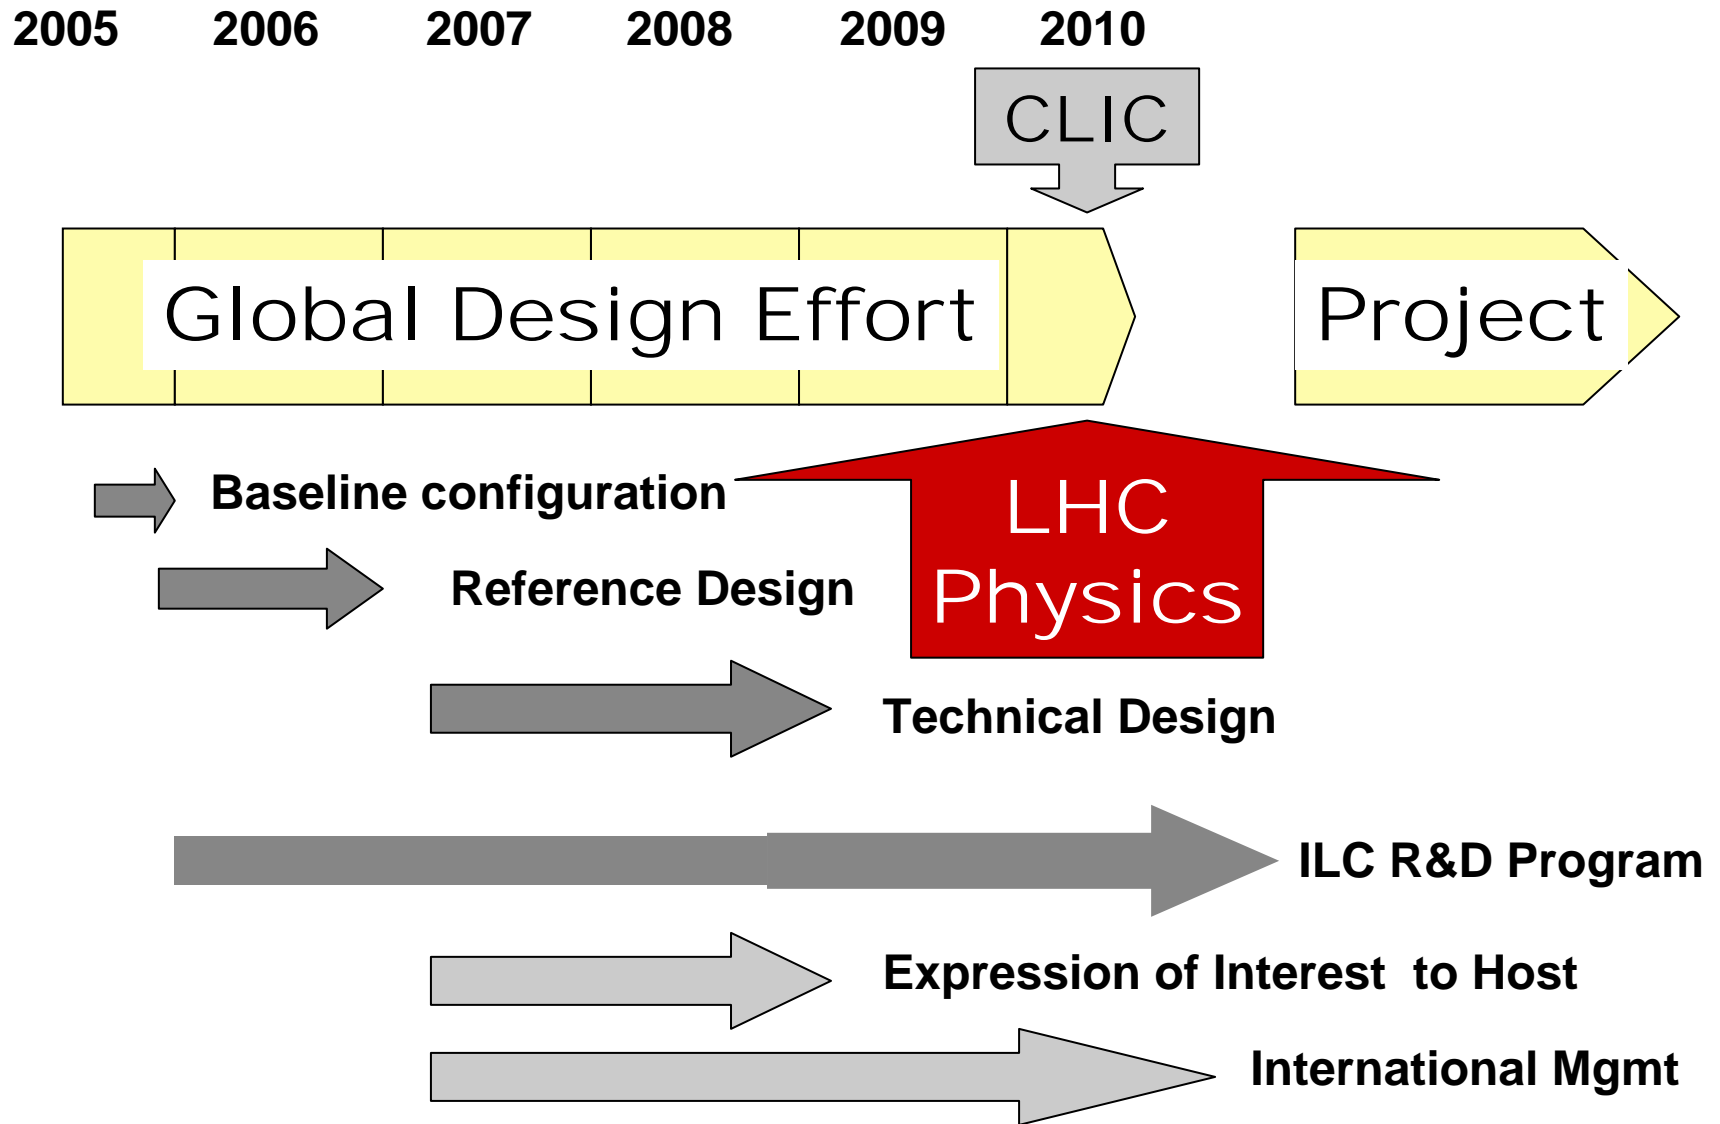 2005 2006 2007 2008 2009 2010
CLIC
Global Design Effort
Project
Baseline configuration
LHC
Physics
Reference Design
Technical Design
ILC R&D Program
Expression of Interest to Host
International Mgmt